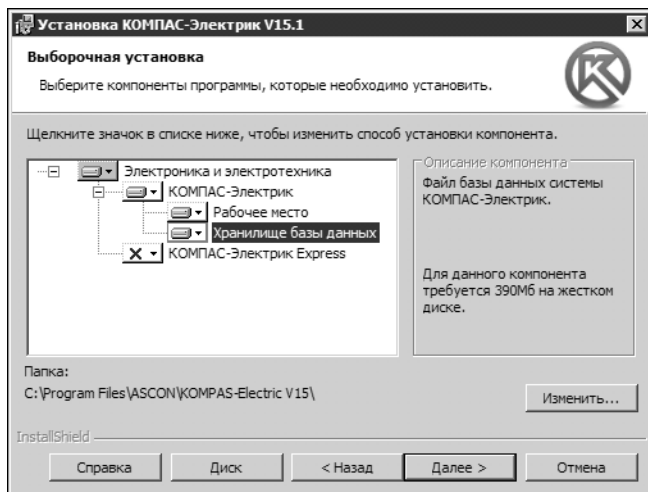 Установка КОМПАС-Электрик V15.1
Выборочная установка
Выберите компоненты программы, которые необходимо установить.
Щелкните значок в списке ниже, чтобы изменить способ установки компонента.
Электроника и электротехника
КОМПАС-Электрик
Рабочее место
Хранилище базы данных
КОМПАС-Электрик Express
Описание компонента
Файл базы данных системы
КОМПАС-Электрик.
Для данного компонента
требуется 390Мб на жестком
диске.
Папка:
C:\Program Files\ASCON\KOMPAS-Electric V15\
Изменить...
InstallShield
Справка
Диск
< Назад
Далее >
Отмена